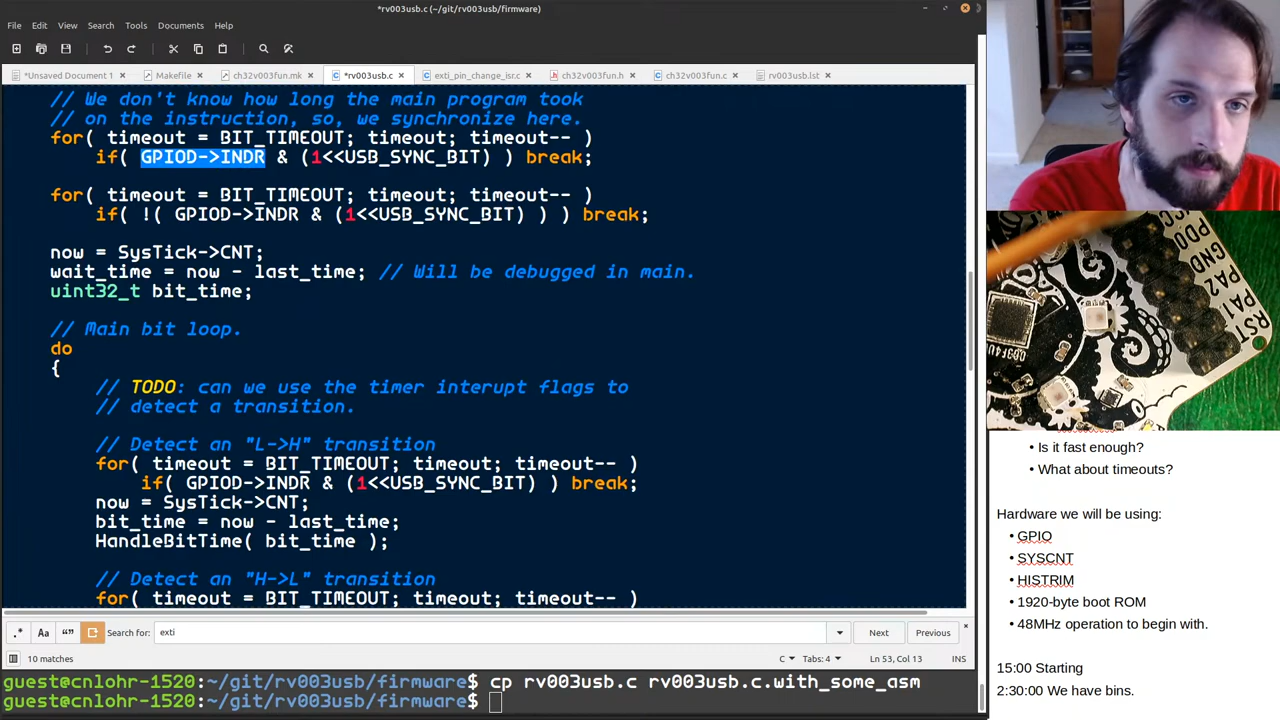 *rv003usb.c (~/git/rv003usb/firmware)
File Edit View Search Tools Documents Help
*Unsaved Document 1 Makefile ch32v003fun.mk *rv003usb.c exti_pin_change_isr.c ch32v003fun.h ch32v003fun.c rv003usb.lst
// We don't know how long the main program took
// on the instruction, so, we synchronize here.
for( timeout = BIT_TIMEOUT; timeout; timeout-- )
if( GPIOD->INDR & (1<<USB_SYNC_BIT) ) break;
for( timeout = BIT_TIMEOUT; timeout; timeout-- )
if( !( GPIOD->INDR & (1<<USB_SYNC_BIT) ) ) break;
now = SysTick->CNT;
wait_time = now - last_time; // Will be debugged in main.
uint32_t bit_time;
// Main bit loop.
do
{
// TODO: can we use the timer interupt flags to
// detect a transition.
// Detect an "L->H" transition
for( timeout = BIT_TIMEOUT; timeout; timeout-- )
if( GPIOD->INDR & (1<<USB_SYNC_BIT) ) break;
now = SysTick->CNT;
bit_time = now - last_time;
HandleBitTime( bit_time );
// Detect an "H->L" transition
for( timeout = BIT_TIMEOUT; timeout; timeout-- )
.* Aa “” Search for: exti Next Previous
10 matches C Tabs: 4 Ln 53, Col 13 INS
guest@cnlohr-1520:~/git/rv003usb/firmware$ cp rv003usb.c rv003usb.c.with_some_asm
guest@cnlohr-1520:~/git/rv003usb/firmware$
PD0
GND
PA2
PA1
RST
• Is it fast enough?
• What about timeouts?
Hardware we will be using:
• GPIO
• SYSCNT
• HISTRIM
• 1920-byte boot ROM
• 48MHz operation to begin with.
15:00 Starting
2:30:00 We have bins.